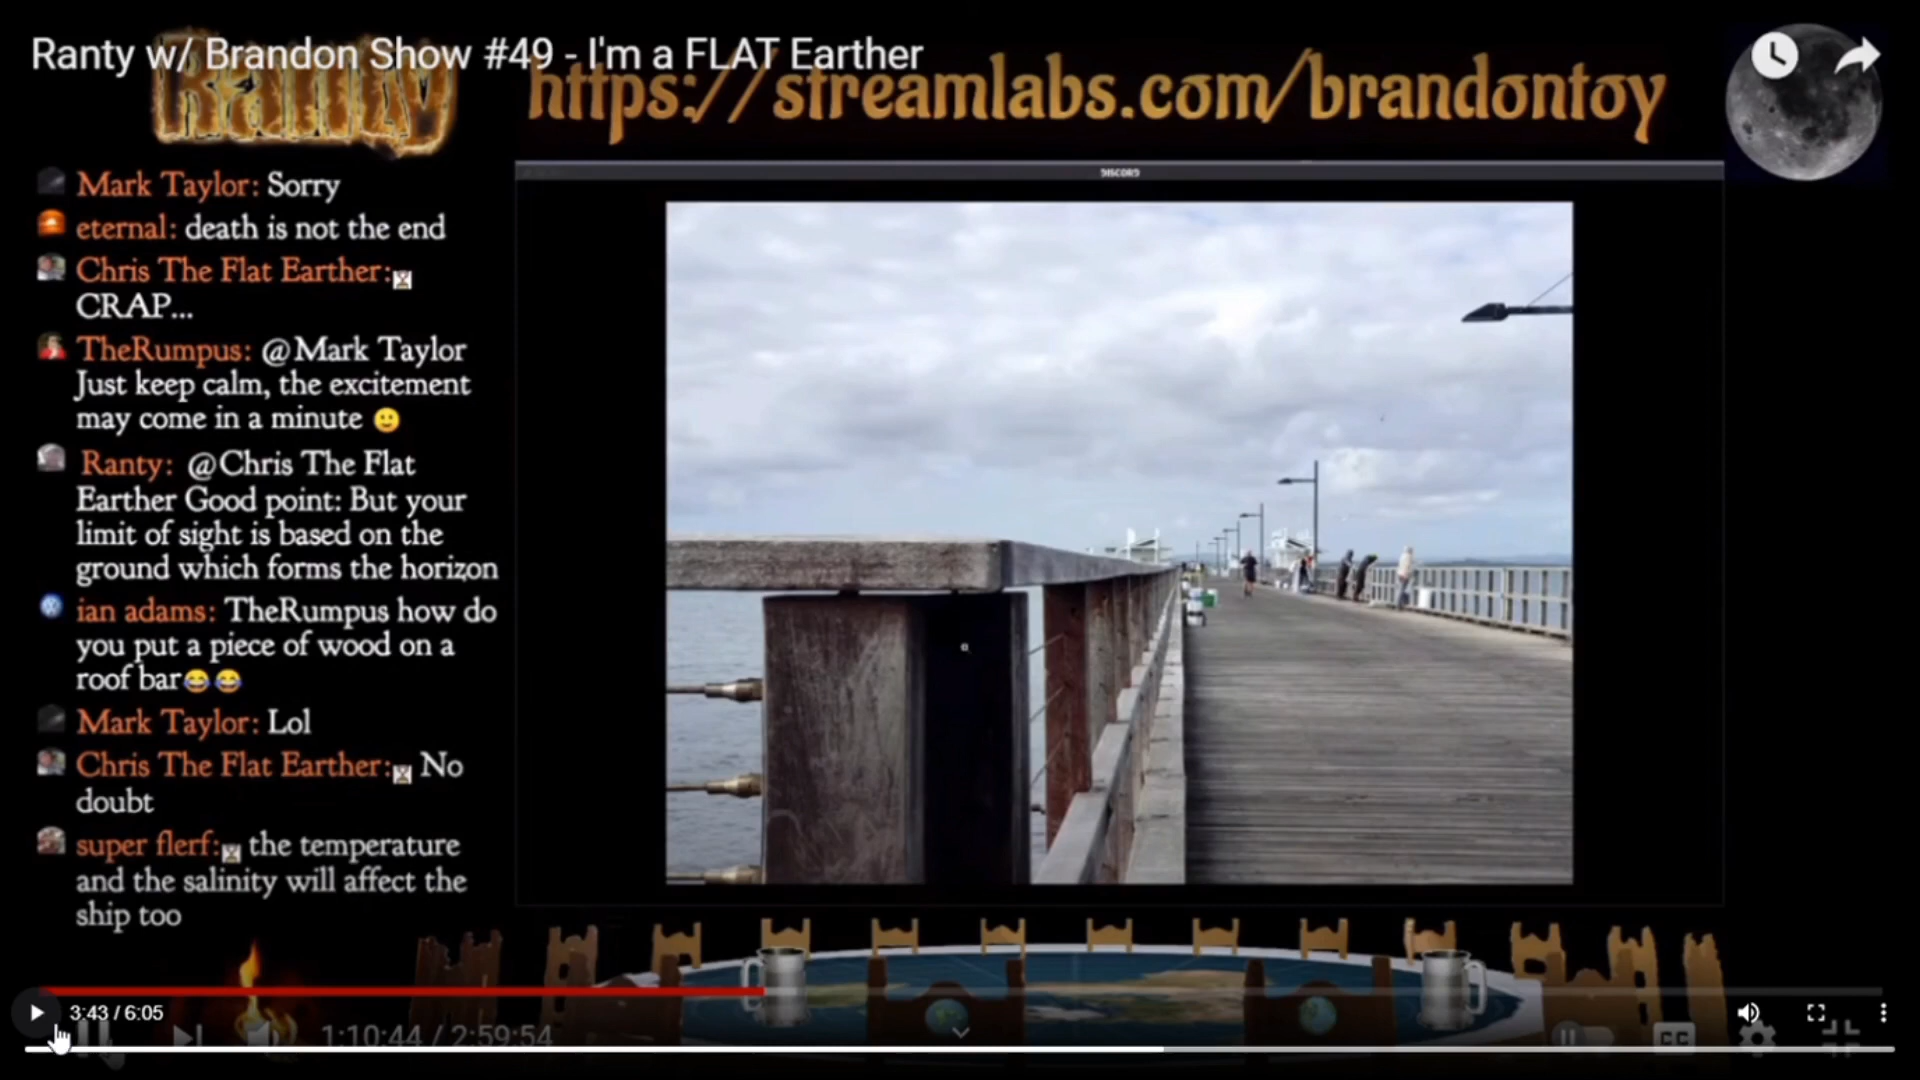 Ranty w/ Brandon Show #49 - I'm a FLAT Earther
Ranty
https://streamlabs.com/brandontoy
DISCORD
Mark Taylor: Sorry
eternal: death is not the end
Chris The Flat Earther:
CRAP...
TheRumpus: @Mark Taylor
Just keep calm, the excitement
may come in a minute 🙂
Ranty: @Chris The Flat
Earther Good point: But your
limit of sight is based on the
ground which forms the horizon
ian adams: TheRumpus how do
you put a piece of wood on a
roof bar😂😂
Mark Taylor: Lol
Chris The Flat Earther: No
doubt
super flerf: the temperature
and the salinity will affect the
ship too
3:43 / 6:05
1:10:44 / 2:59:54
CC